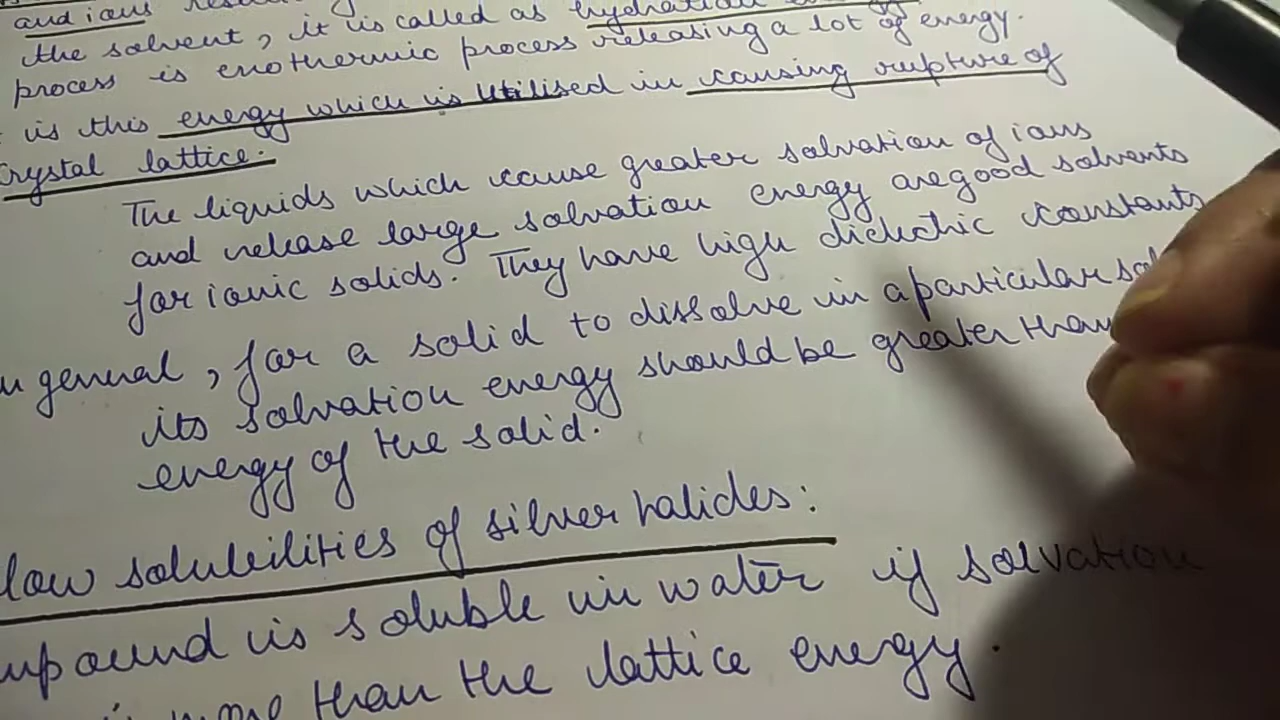 and ions
the solvent, it is called as hydration
process is exothermic process releasing a lot of energy.
is this energy which is utilised in causing rupture of
Crystal lattice.
The liquids which cause greater solvation of ions
and release large solvation energy are good solvents
for ionic solids. They have high dielectric constants
general, for a solid to dissolve in a particular sol
its solvation energy should be greater than
energy of the solid.
low solubilities of silver halides:
mpound is soluble in water if solvation
is more than the lattice energy.